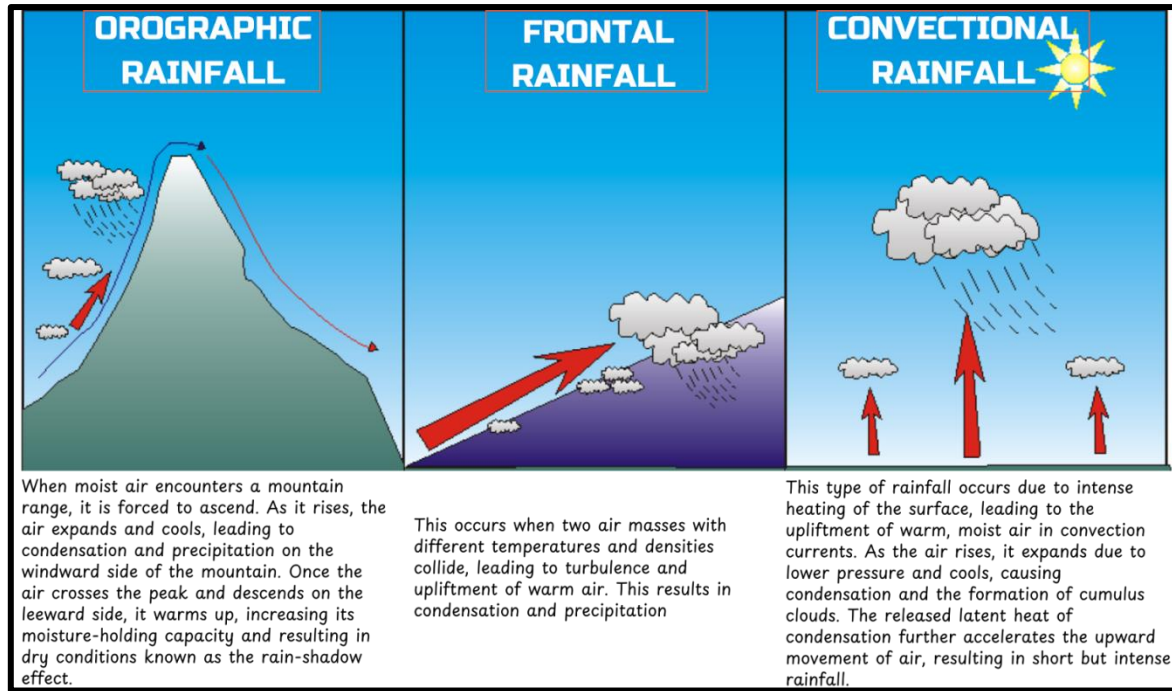 OROGRAPHIC
RAINFALL
When moist air encounters a mountain
range, it is forced to ascend. As it rises, the
air expands and cools, leading to
condensation and precipitation on the
windward side of the mountain. Once the
air crosses the peak and descends on the
leeward side, it warms up, increasing its
moisture-holding capacity and resulting in
dry conditions known as the rain-shadow
effect.
FRONTAL
RAINFALL
This occurs when two air masses with
different temperatures and densities
collide, leading to turbulence and
upliftment of warm air. This results in
condensation and precipitation
CONVECTIONAL
RAINFALL
This type of rainfall occurs due to intense
heating of the surface, leading to the
upliftment of warm, moist air in convection
currents. As the air rises, it expands due to
lower pressure and cools, causing
condensation and the formation of cumulus
clouds. The released latent heat of
condensation further accelerates the upward
movement of air, resulting in short but intense
rainfall.